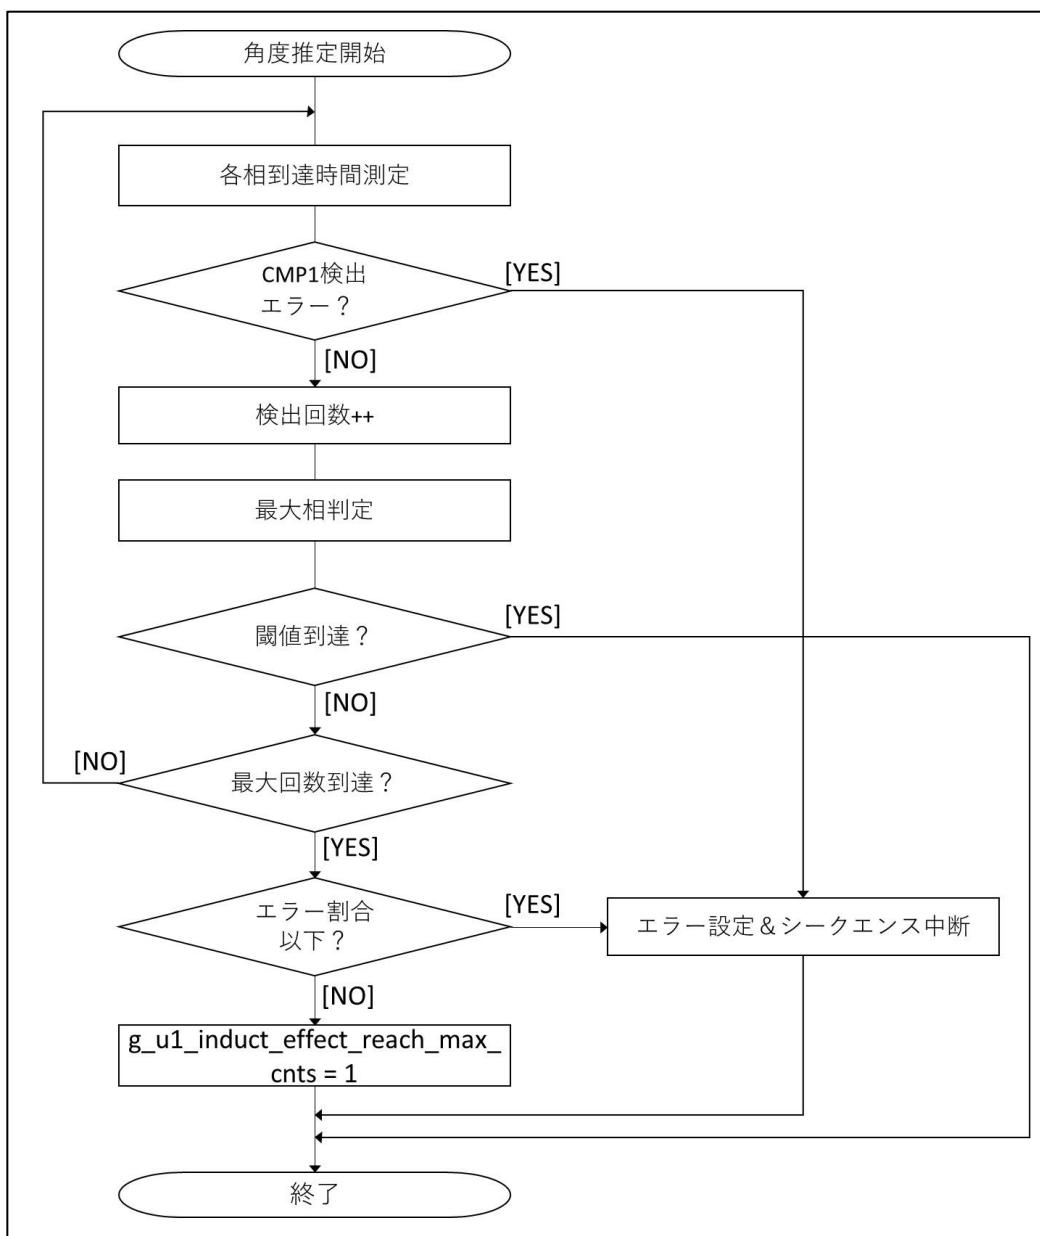 角度推定開始
各相到達時間測定
CMP1検出
エラー？
[YES]
[NO]
検出回数++
最大相判定
閾値到達？
[YES]
[NO]
最大回数到達？
[NO]
[YES]
エラー割合
以下？
[YES]
エラー設定＆シークエンス中断
[NO]
g_u1_induct_effect_reach_max_
cnts = 1
終了